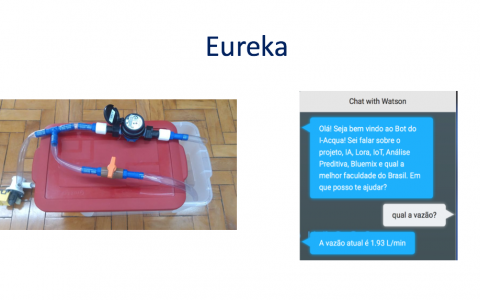 Eureka
Chat with Watson
Olá! Seja bem vindo ao Bot do
I-Acqua! Sei falar sobre o
projeto, IA, Lora, IoT, Análise
Preditiva, Bluemix e qual a
melhor faculdade do Brasil. Em
que posso te ajudar?
qual a vazão?
A vazão atual é 1.93 L/min